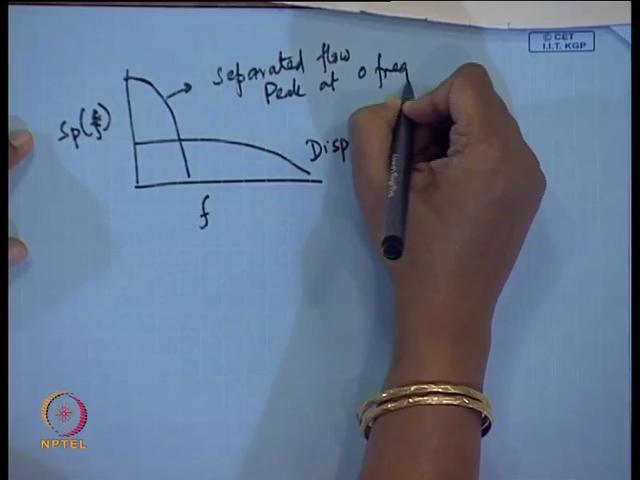 © CET
I.I.T. KGP
separated flow
Peak at 0 freq
Sp(f)
Disp
f
NPTEL